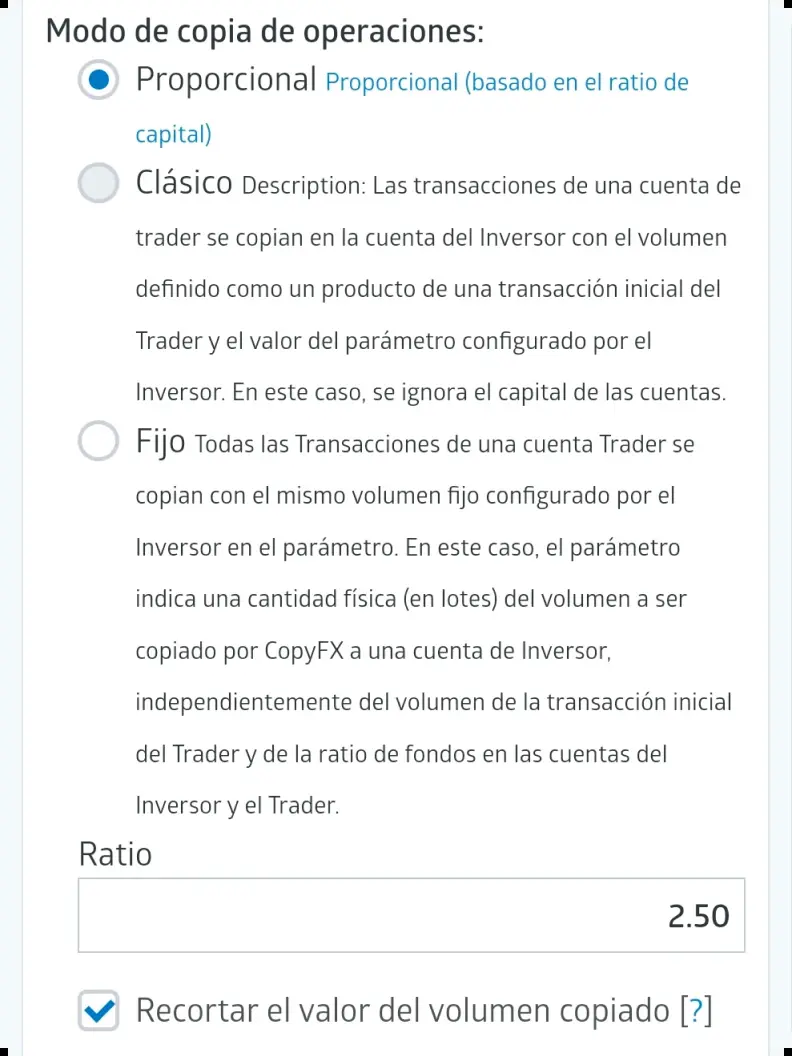 Modo de copia de operaciones:
Proporcional Proporcional (basado en el ratio de
capital)
Clásico Description: Las transacciones de una cuenta de
trader se copian en la cuenta del Inversor con el volumen
definido como un producto de una transacción inicial del
Trader y el valor del parámetro configurado por el
Inversor. En este caso, se ignora el capital de las cuentas.
Fijo Todas las Transacciones de una cuenta Trader se
copian con el mismo volumen fijo configurado por el
Inversor en el parámetro. En este caso, el parámetro
indica una cantidad física (en lotes) del volumen a ser
copiado por CopyFX a una cuenta de Inversor,
independientemente del volumen de la transacción inicial
del Trader y de la ratio de fondos en las cuentas del
Inversor y el Trader.
Ratio
2.50
Recortar el valor del volumen copiado [?]